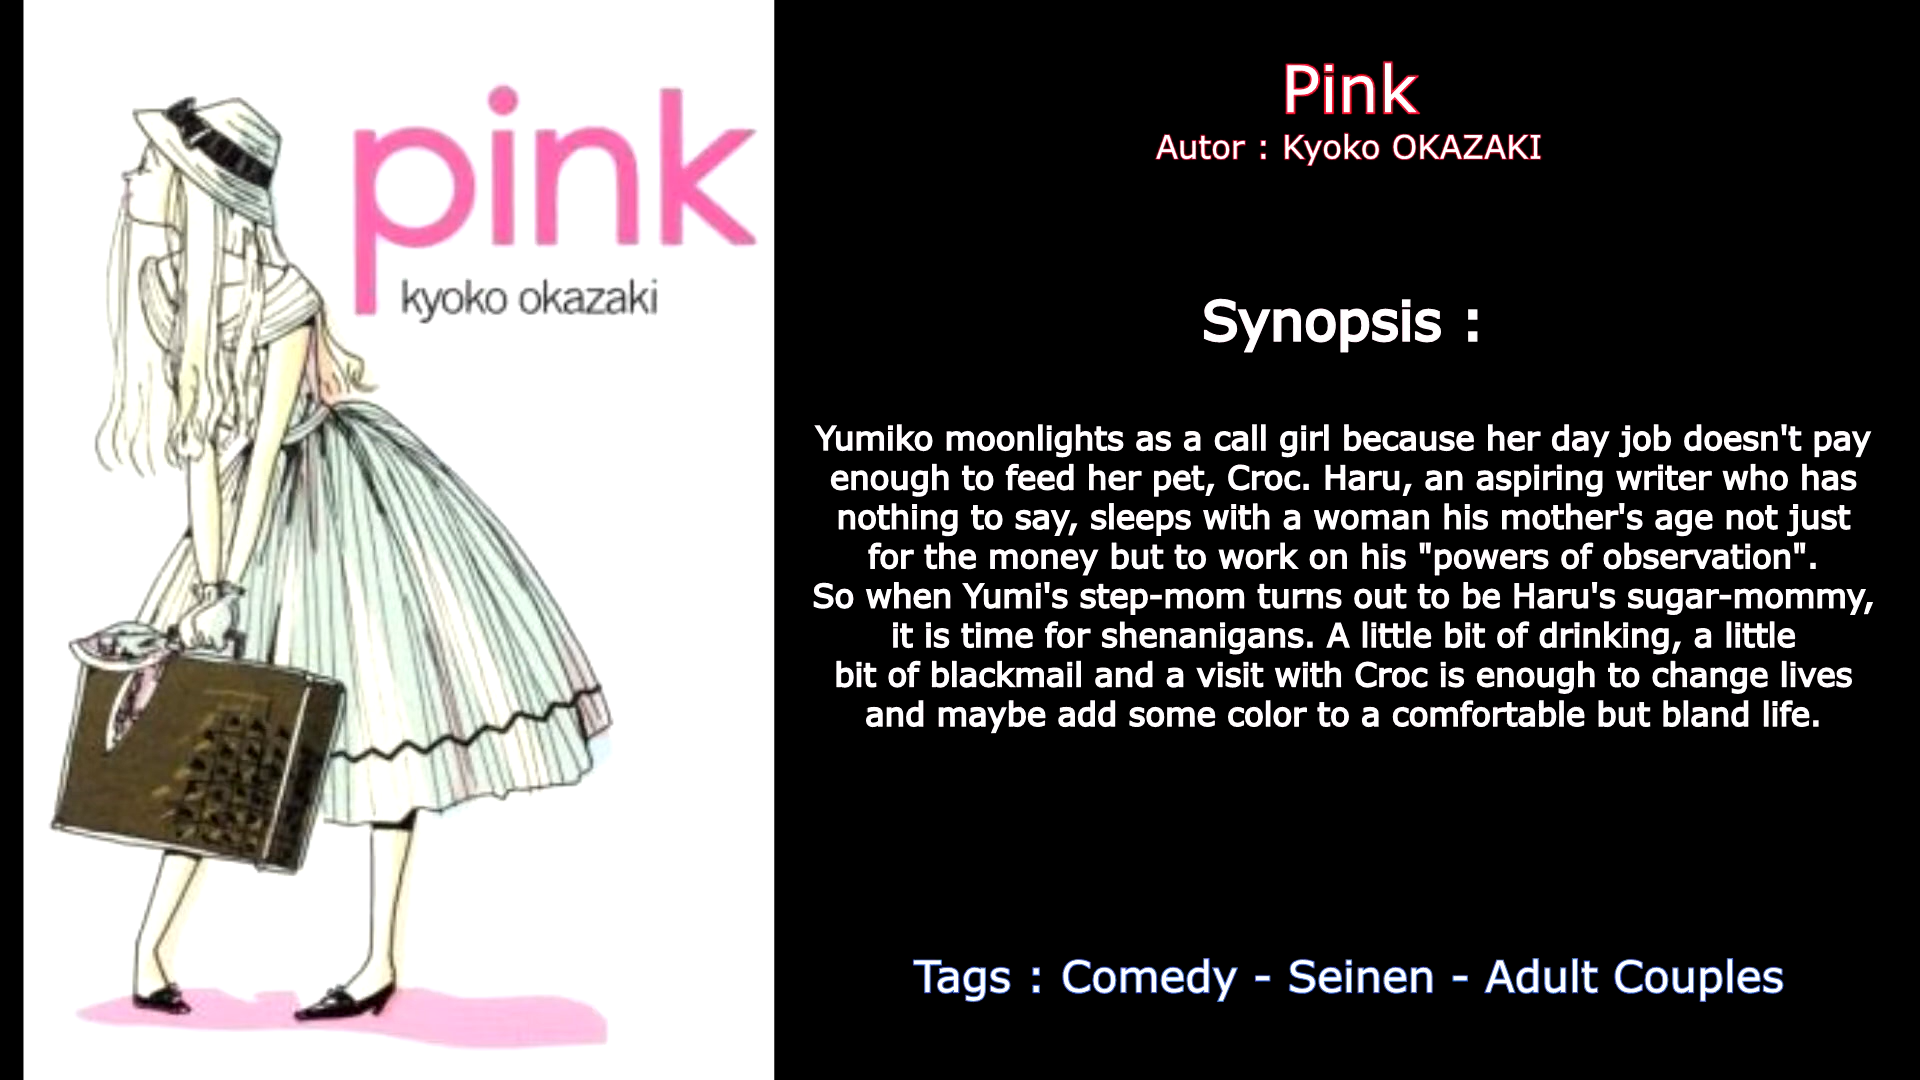 pink
kyoko okazaki
Pink
Autor : Kyoko OKAZAKI
Synopsis :
Yumiko moonlights as a call girl because her day job doesn't pay
enough to feed her pet, Croc. Haru, an aspiring writer who has
nothing to say, sleeps with a woman his mother's age not just
for the money but to work on his "powers of observation".
So when Yumi's step-mom turns out to be Haru's sugar-mommy,
it is time for shenanigans. A little bit of drinking, a little
bit of blackmail and a visit with Croc is enough to change lives
and maybe add some color to a comfortable but bland life.
Tags : Comedy - Seinen - Adult Couples